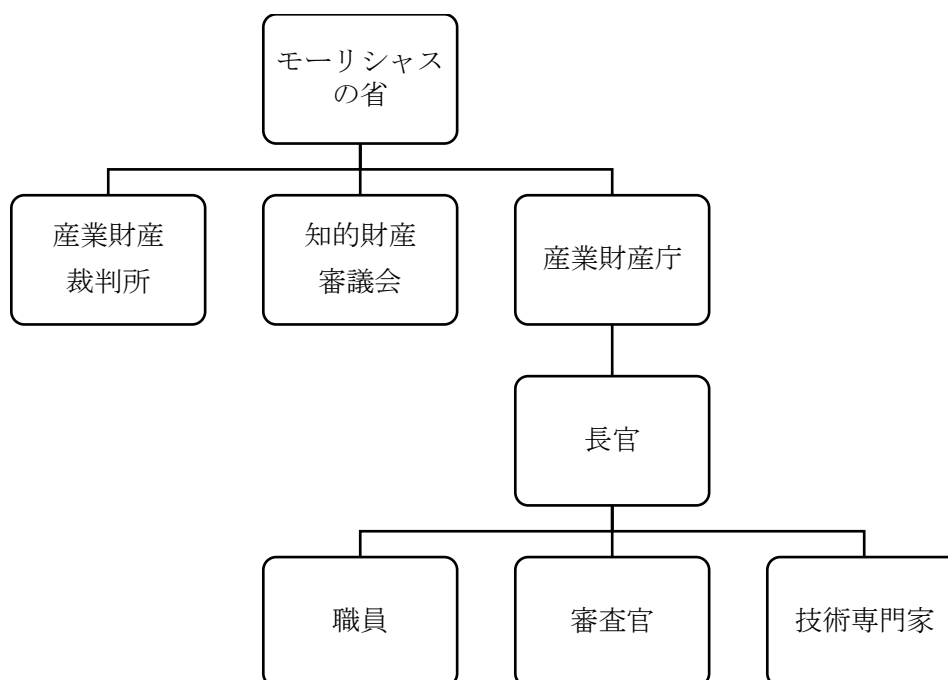 モーリシャス
の省
産業財産
裁判所
知的財産
審議会
産業財産庁
長官
職員
審査官
技術専門家